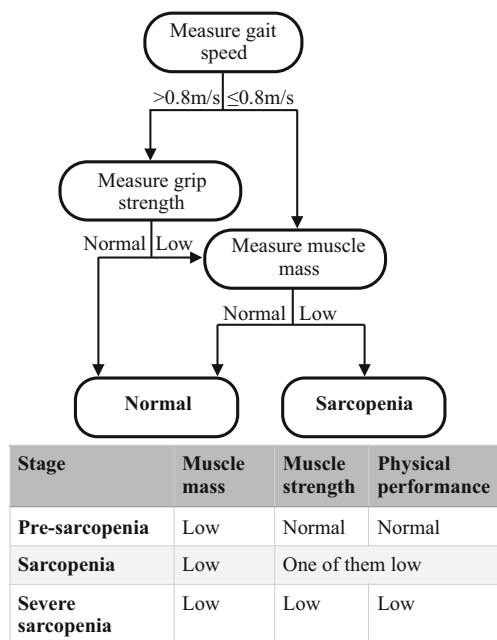 Measure gait
speed
>0.8m/s ≤0.8m/s
Measure grip
strength
Normal Low
Measure muscle
mass
Normal Low
Normal
Sarcopenia
Stage Muscle mass Muscle strength Physical performance
Pre-sarcopenia Low Normal Normal
Sarcopenia Low One of them low
Severe sarcopenia Low Low Low